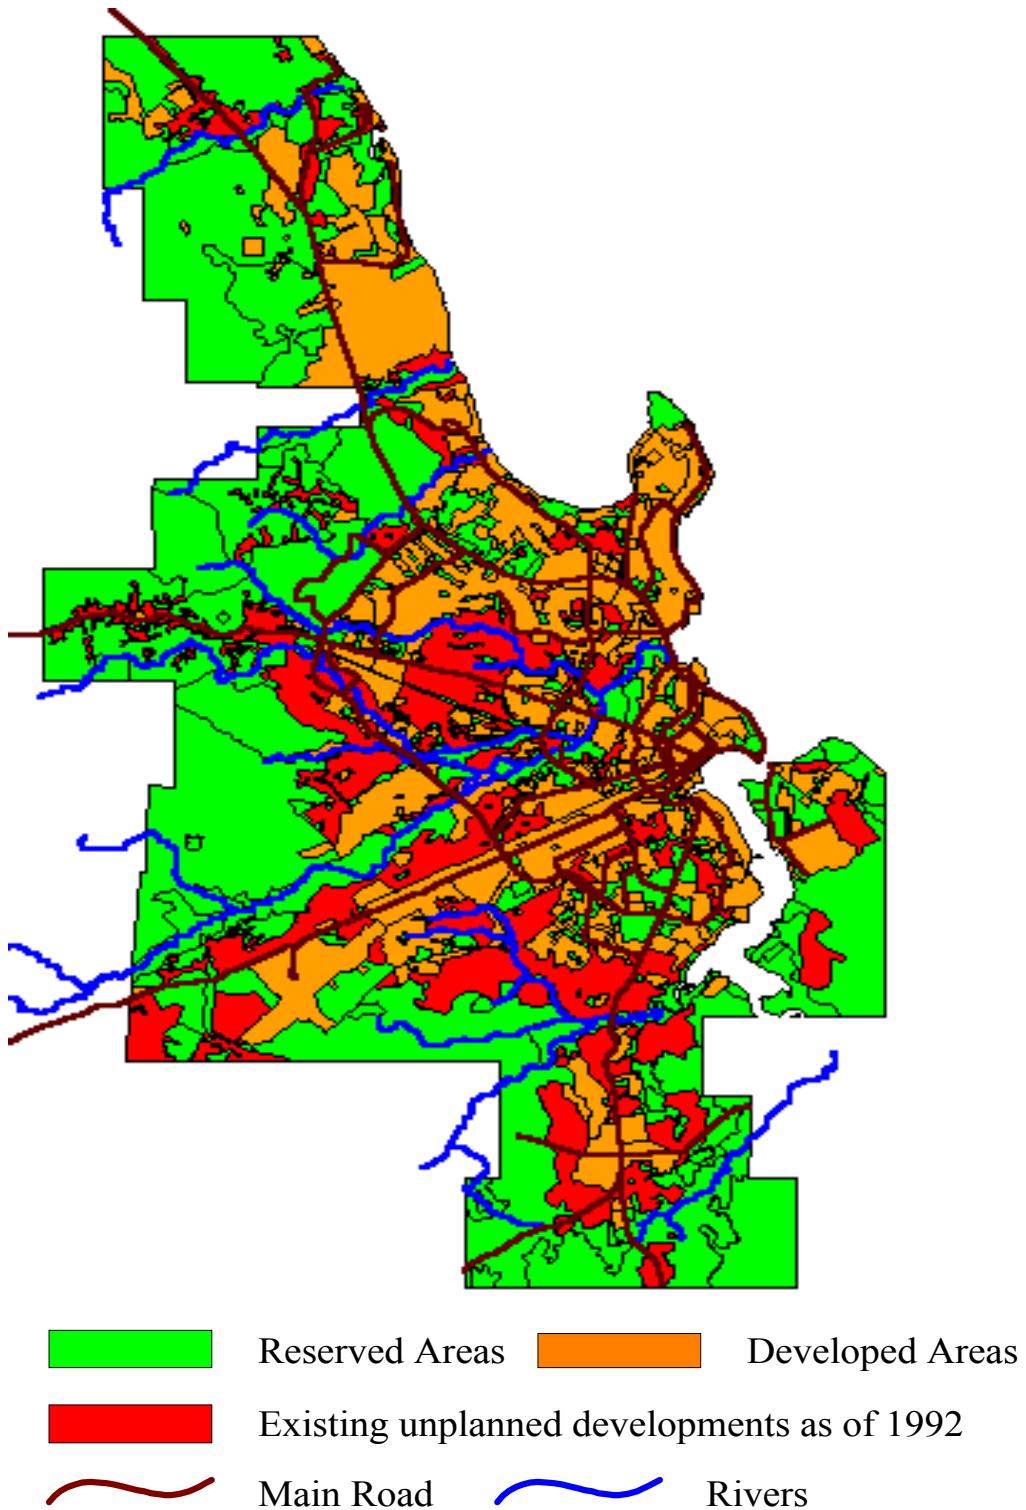 Reserved Areas Developed Areas
Existing unplanned developments as of 1992
Main Road Rivers